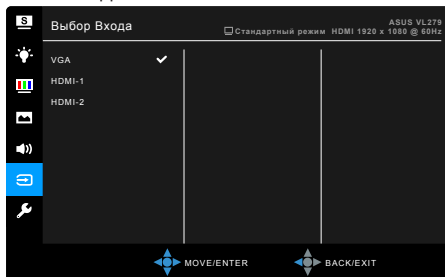 S
Выбор Входа
ASUS VL279
Стандартный режим HDMI 1920 x 1080 @ 60Hz
VGA
HDMI-1
HDMI-2
MOVE/ENTER
BACK/EXIT